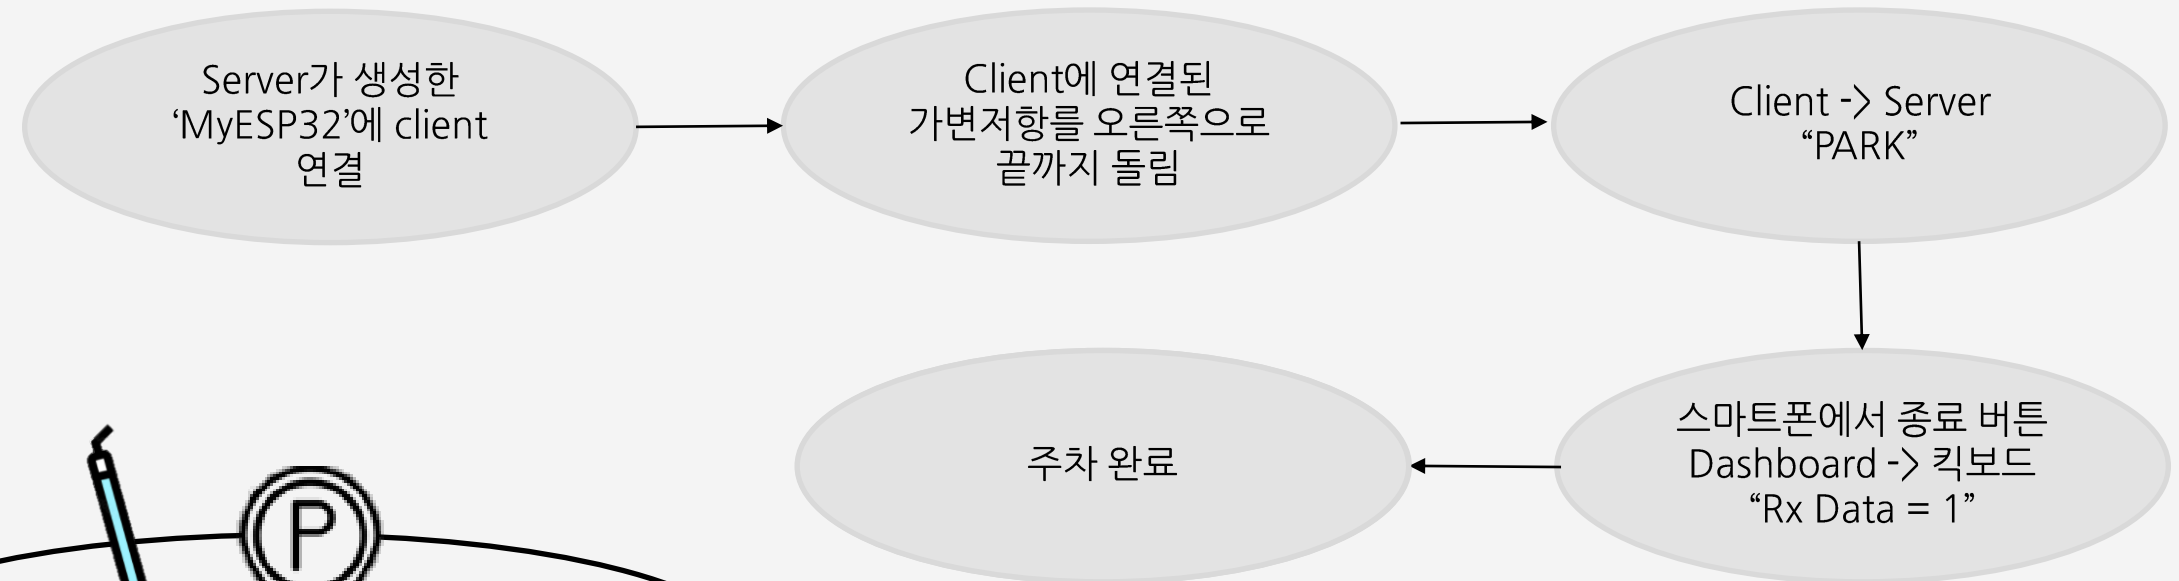 Server가 생성한
‘MyESP32’에 client
연결
Client에 연결된
가변저항를 오른쪽으로
끝까지 돌림
Client -> Server
“PARK”
스마트폰에서 종료 버튼
Dashboard -> 킥보드
“Rx Data = 1”
주차 완료
P